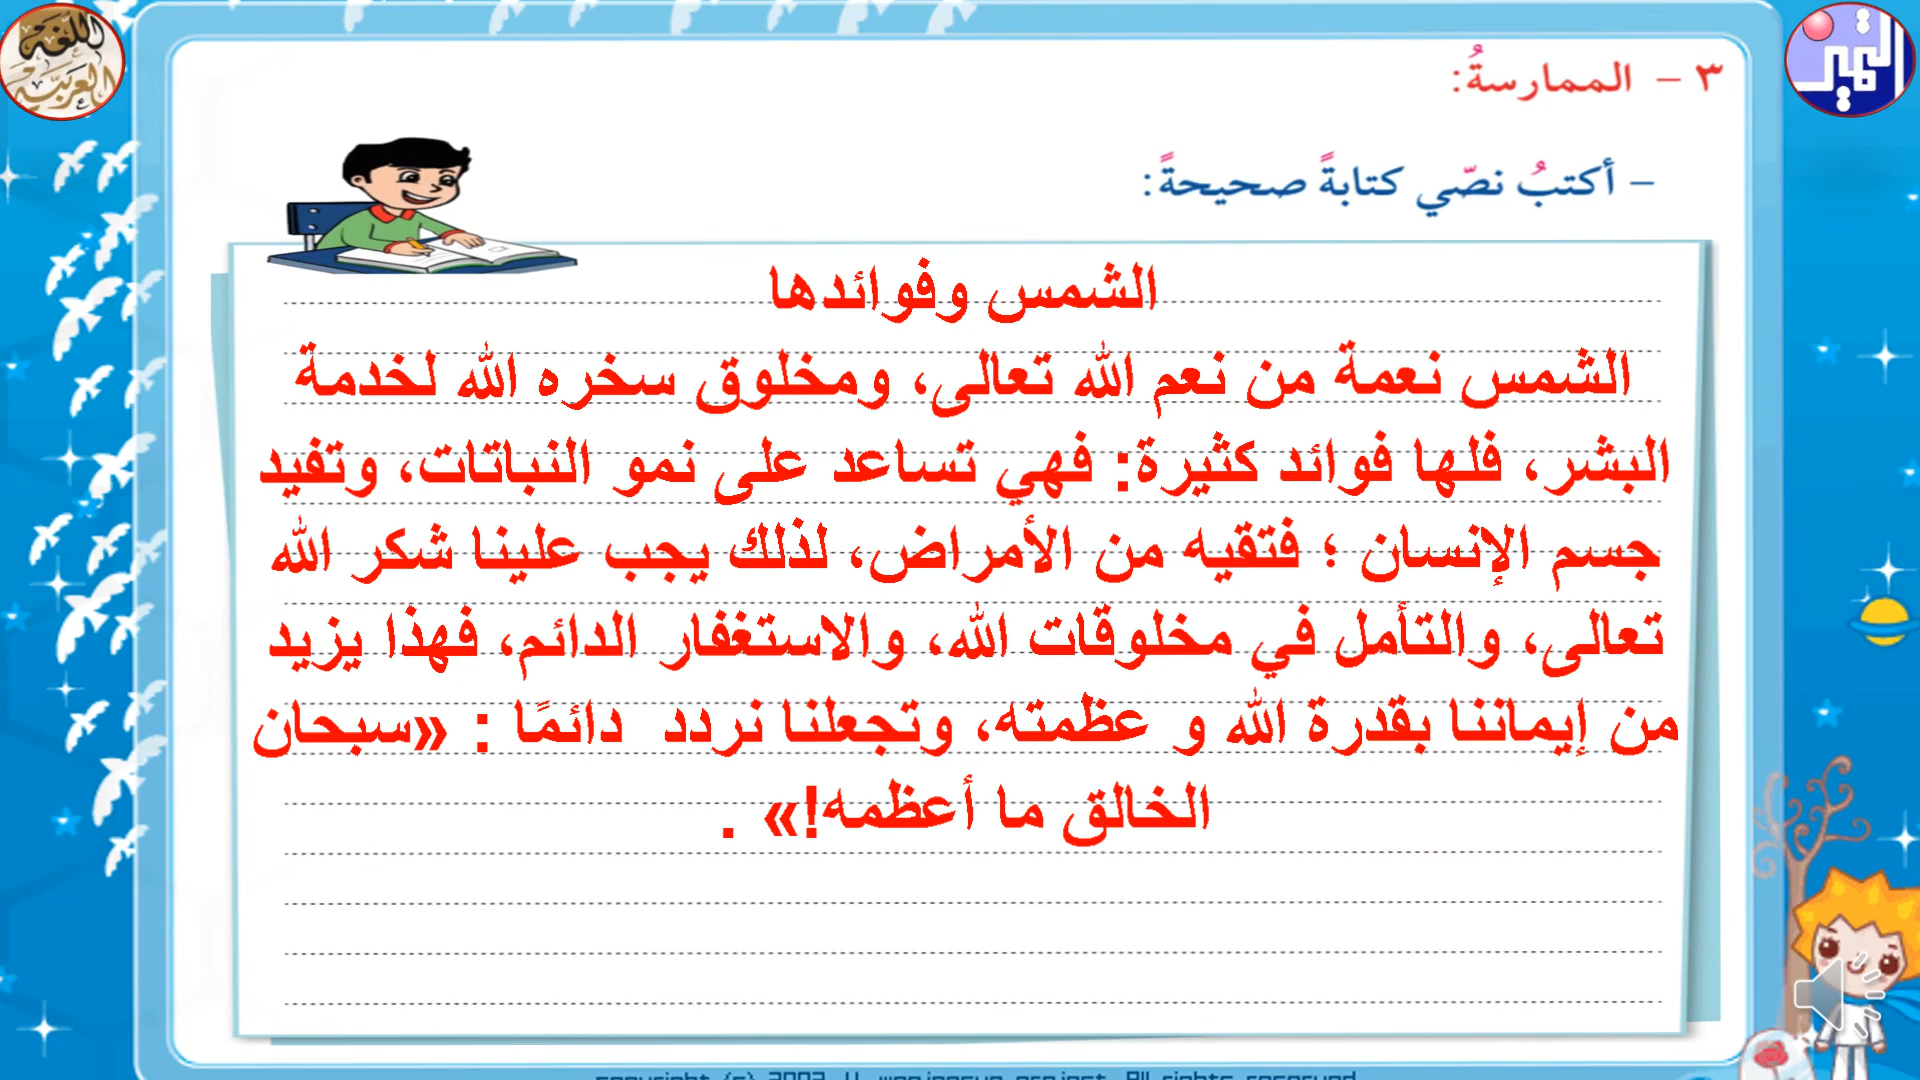 اللغة
العربية
التميز
٣ - الممارسةُ:
- أكتبُ نصّي كتابةً صحيحةً:
الشمس وفوائدها
الشمس نعمة من نعم الله تعالى، ومخلوق سخره الله لخدمة
البشر، فلها فوائد كثيرة: فهي تساعد على نمو النباتات، وتفيد
جسم الإنسان ؛ فتقيه من الأمراض، لذلك يجب علينا شكر الله
تعالى، والتأمل في مخلوقات الله، والاستغفار الدائم، فهذا يزيد
من إيماننا بقدرة الله و عظمته، وتجعلنا نردد دائمًا : «سبحان
الخالق ما أعظمه!» .